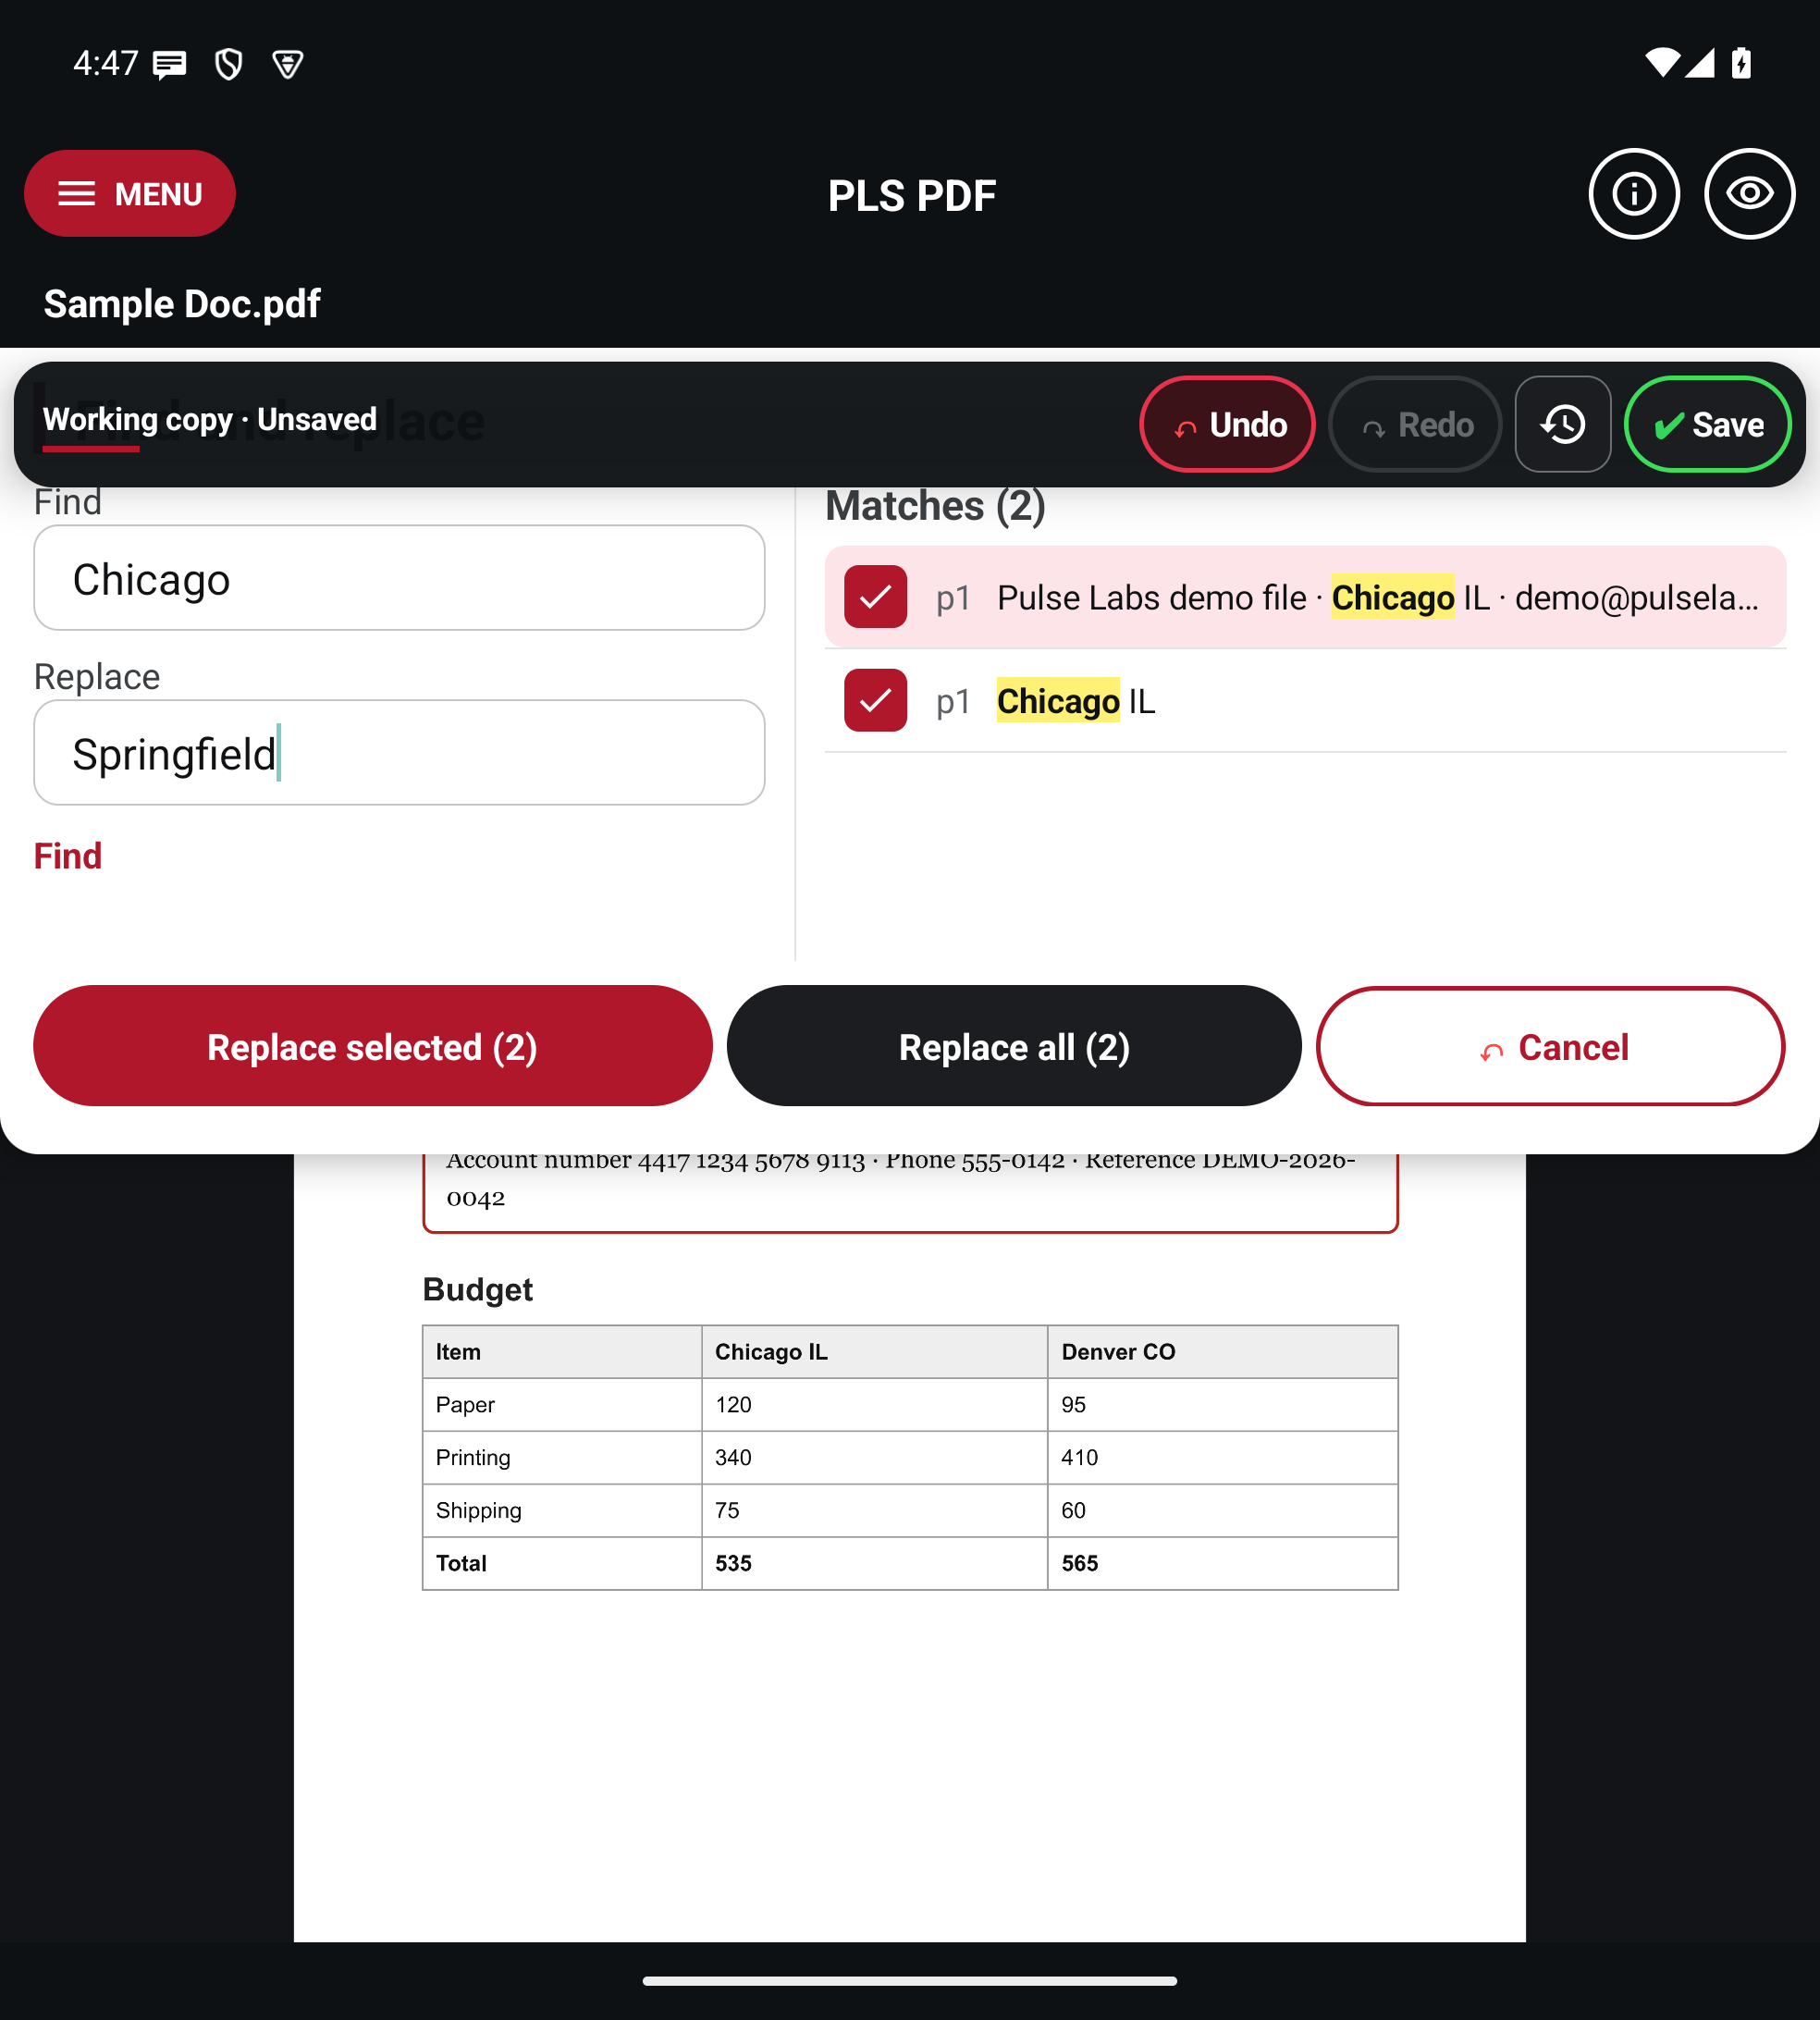 4:47
MENU
PLS PDF
Sample Doc.pdf
Find and replace
Working copy · Unsaved
Undo
Redo
Save
Find
Chicago
Replace
Springfield
Find
Matches (2)
p1 Pulse Labs demo file · Chicago IL · demo@pulsela...
p1 Chicago IL
Replace selected (2)
Replace all (2)
Cancel
Account number 4417 1234 5678 9113 · Phone 555-0142 · Reference DEMO-2026-
0042
Budget
Item Chicago IL Denver CO
Paper 120 95
Printing 340 410
Shipping 75 60
Total 535 565